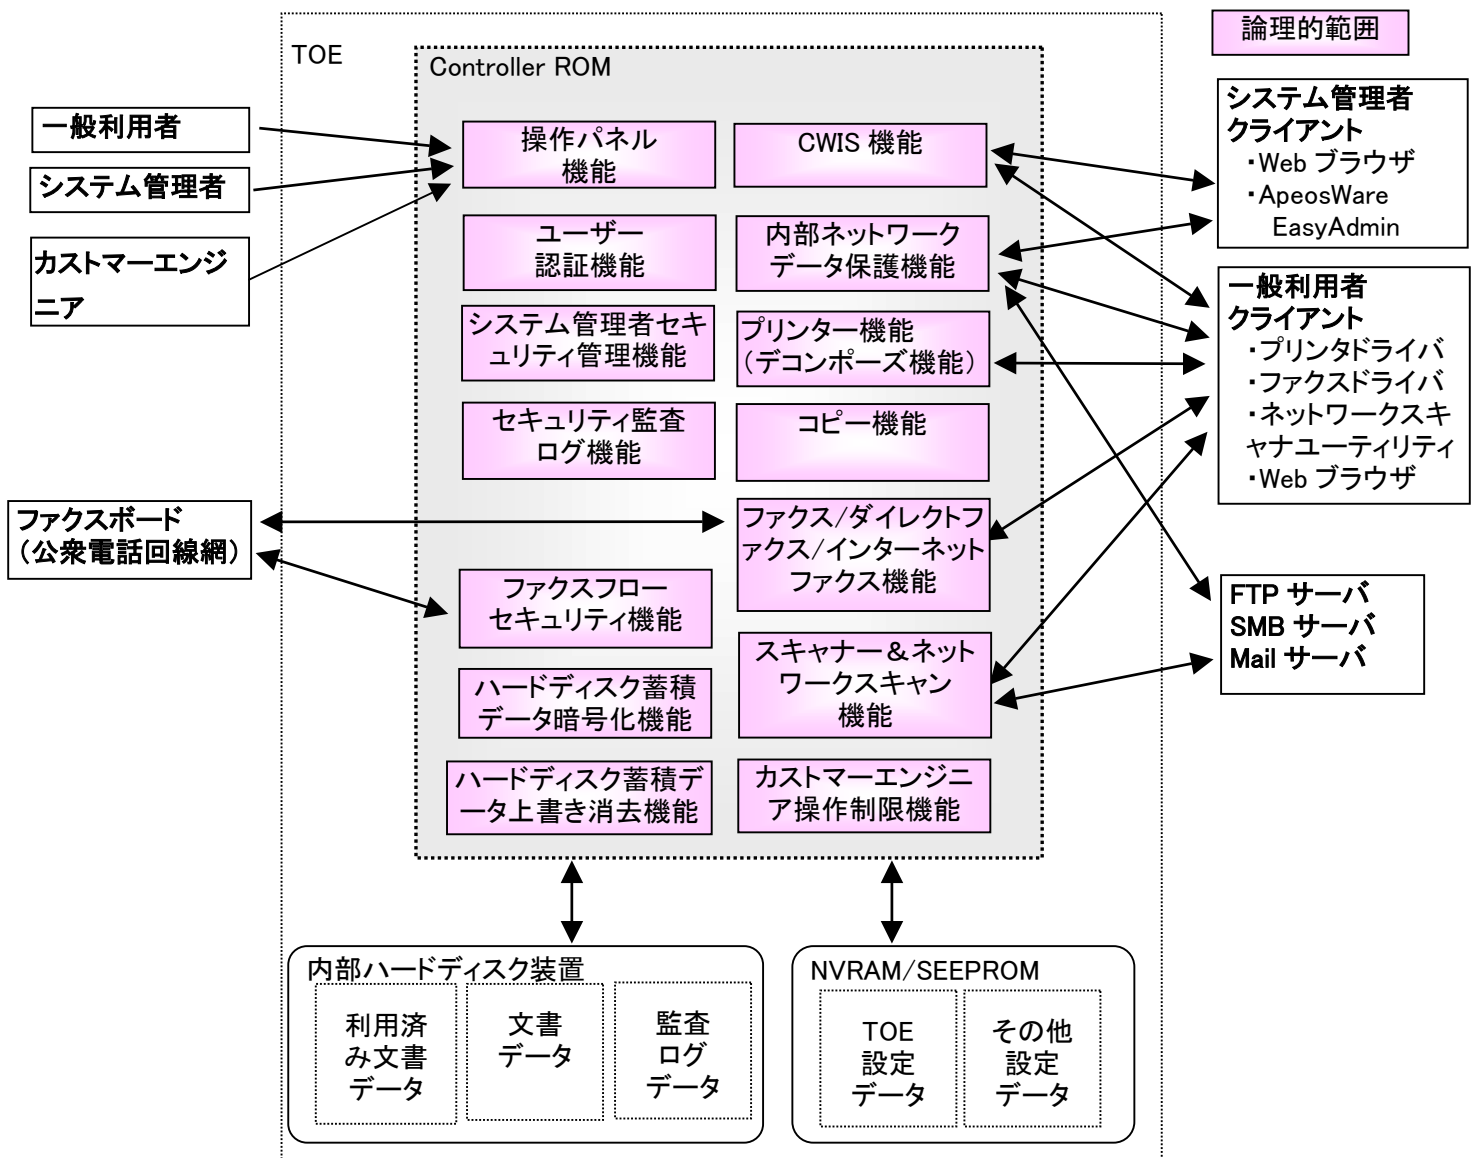 論理的範囲
TOE
Controller ROM
一般利用者
システム管理者
カストマーエンジ
ニア
ファクスボード
（公衆電話回線網）
操作パネル
機能
ユーザー
認証機能
システム管理者セキ
ュリティ管理機能
セキュリティ監査
ログ機能
ファクスフロー
セキュリティ機能
ハードディスク蓄積
データ暗号化機能
ハードディスク蓄積デ
ータ上書き消去機能
CWIS 機能
内部ネットワーク
データ保護機能
プリンター機能
（デコンポーズ機能）
コピー機能
ファクス/ダイレクトフ
ァクス/インターネット
ファクス機能
スキャナー＆ネット
ワークスキャン
機能
カストマーエンジニ
ア操作制限機能
システム管理者
クライアント
・Web ブラウザ
・ApeosWare
EasyAdmin
一般利用者
クライアント
・プリンタドライバ
・ファクスドライバ
・ネットワークスキ
ャナユーティリティ
・Web ブラウザ
FTP サーバ
SMB サーバ
Mail サーバ
内部ハードディスク装置
利用済
み文書
データ
文書
データ
監査
ログ
データ
NVRAM/SEEPROM
TOE
設定
データ
その他
設定
データ